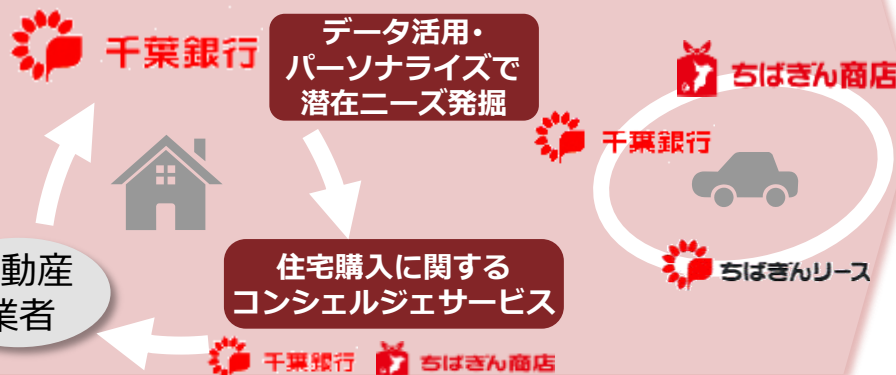 千葉銀行
データ活用・
パーソナライズで
潜在ニーズ発掘
ちばぎん商店
千葉銀行
ちばぎんリース
住宅購入に関する
コンシェルジェサービス
動産
業者
千葉銀行
ちばぎん商店